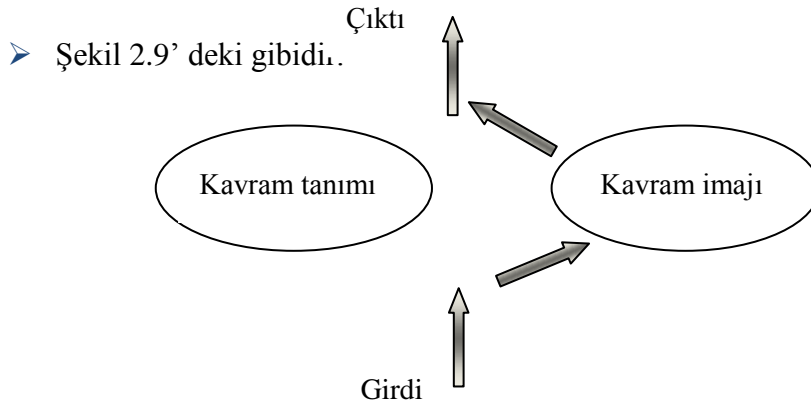 Çıktı
➢ Şekil 2.9’ deki gibidir.
Kavram tanımı
Kavram imajı
Girdi